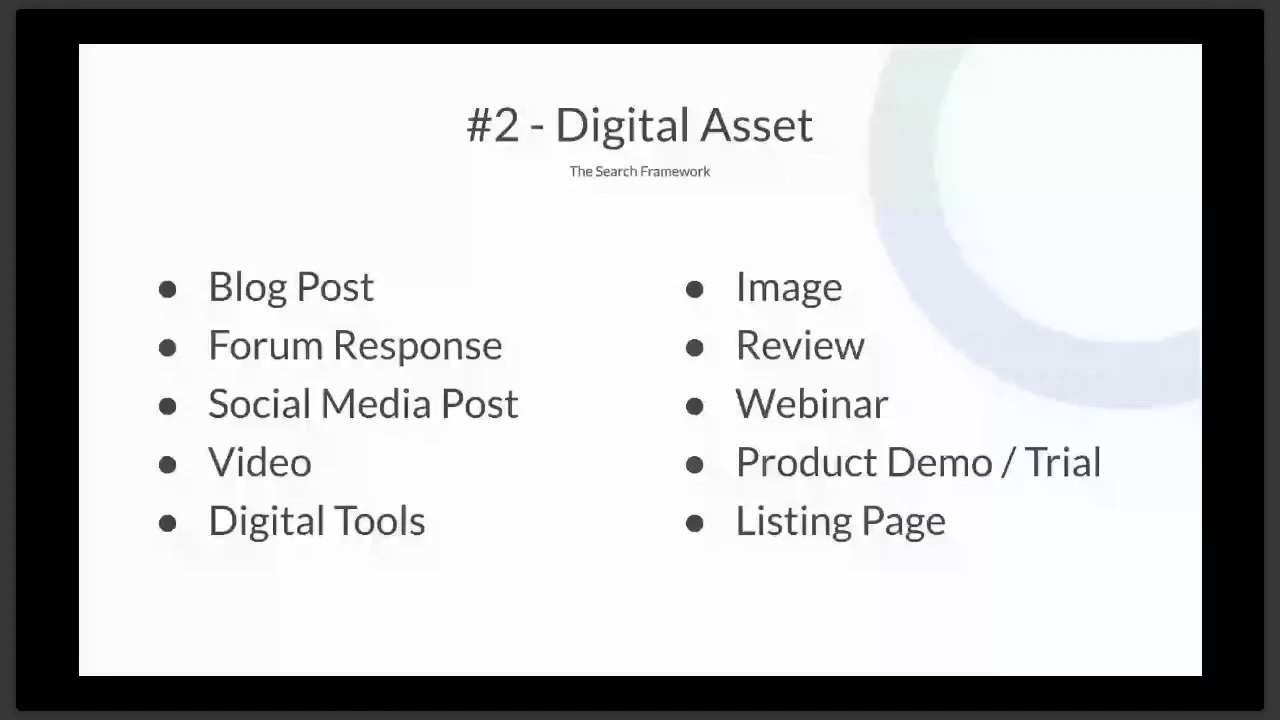 #2 - Digital Asset
The Search Framework
● Blog Post
● Forum Response
● Social Media Post
● Video
● Digital Tools
● Image
● Review
● Webinar
● Product Demo / Trial
● Listing Page